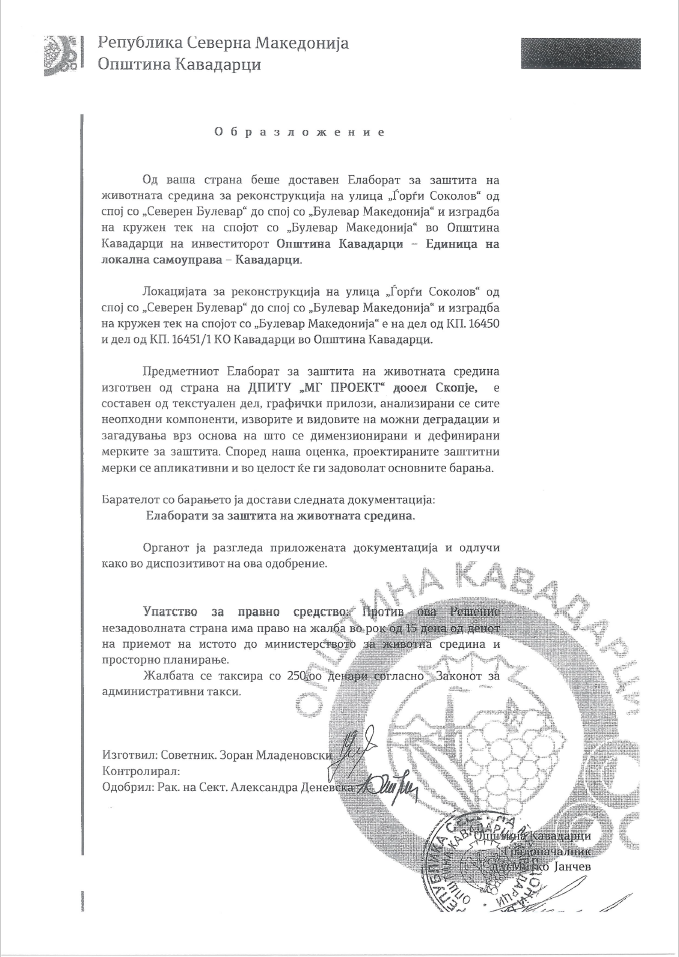 Република Северна Македонија
Општина Кавадарци
Образложение
Од ваша страна беше доставен Елаборат за заштита на
животната средина за реконструкција на улица „Ѓорѓи Соколов“ од
спој со „Северен Булевар“ до спој со „Булевар Македонија“ и изградба
на кружен тек на спојот со „Булевар Македонија“ во Општина
Кавадарци на инвеститорот Општина Кавадарци – Единица на
локална самоуправа – Кавадарци.
Локацијата за реконструкција на улица „Ѓорѓи Соколов“ од
спој со „Северен Булевар“ до спој со „Булевар Македонија“ и изградба
на кружен тек на спојот со „Булевар Македонија“ е на дел од КП. 16450
и дел од КП. 16451/1 КО Кавадарци во Општина Кавадарци.
Предметниот Елаборат за заштита на животната средина
изготвен од страна на ДПИТУ „МГ ПРОЕКТ“ дооел Скопје, е
составен од текстуален дел, графички прилози, анализирани се сите
неопходни компоненти, изворите и видовите на можни деградации и
загадувања врз основа на што се димензионирани и дефинирани
мерките за заштита. Според наша оценка, проектираните заштитни
мерки се апликативни и во целост ќе ги задоволат основните барања.
Барателот со барањето ја достави следната документација:
Елаборати за заштита на животната средина.
Органот ја разгледа приложената документација и одлучи
како во диспозитивот на ова одобрение.
ОПШТИНА КАВАДАРЦИ
Упатство за правно средство: Против ова Решение
незадоволната страна има право на жалба во рок од 15 дена од денот
на приемот на истото до министерството за животна средина и
просторно планирање.
Жалбата се таксира со 250,оо денари согласно Законот за
административни такси.
Изготвил: Советник. Зоран Младеновски
Контролирал:
Одобрил: Рак. на Сект. Александра Деневска
Општина Кавадарци
Градоначалник
Митко Јанчев